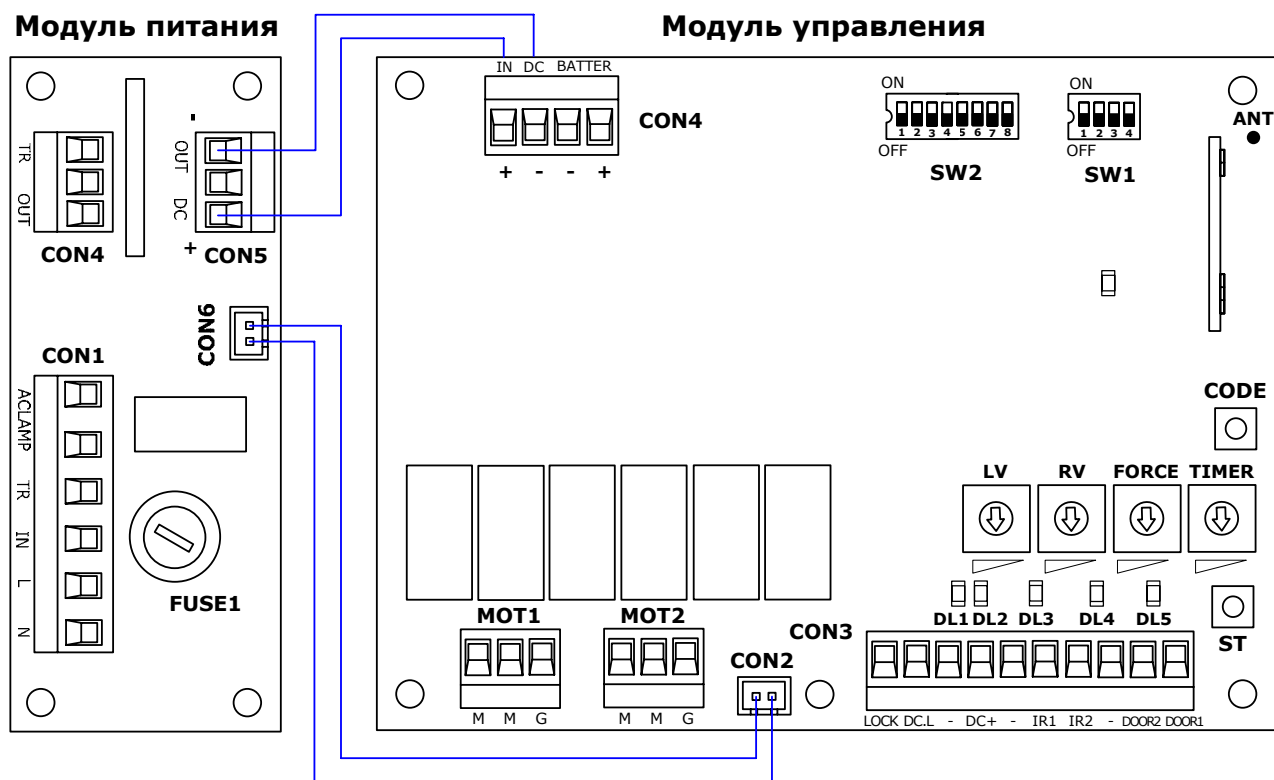 Модуль питания
Модуль управления
IN DC BATTER
CON4
+ - - +
ON
1 2 3 4 5 6 7 8
OFF
SW2
ON
1 2 3 4
OFF
SW1
ANT
TR
OUT
CON4
-
OUT
DC
+
CON5
CON6
CON1
ACLAMP
TR
IN
L
N
FUSE1
CODE
LV RV FORCE TIMER
DL1 DL2 DL3 DL4 DL5
ST
MOT1
M M G
MOT2
M M G
CON2
CON3
LOCK DC.L - DC+ - IR1 IR2 - DOOR2 DOOR1